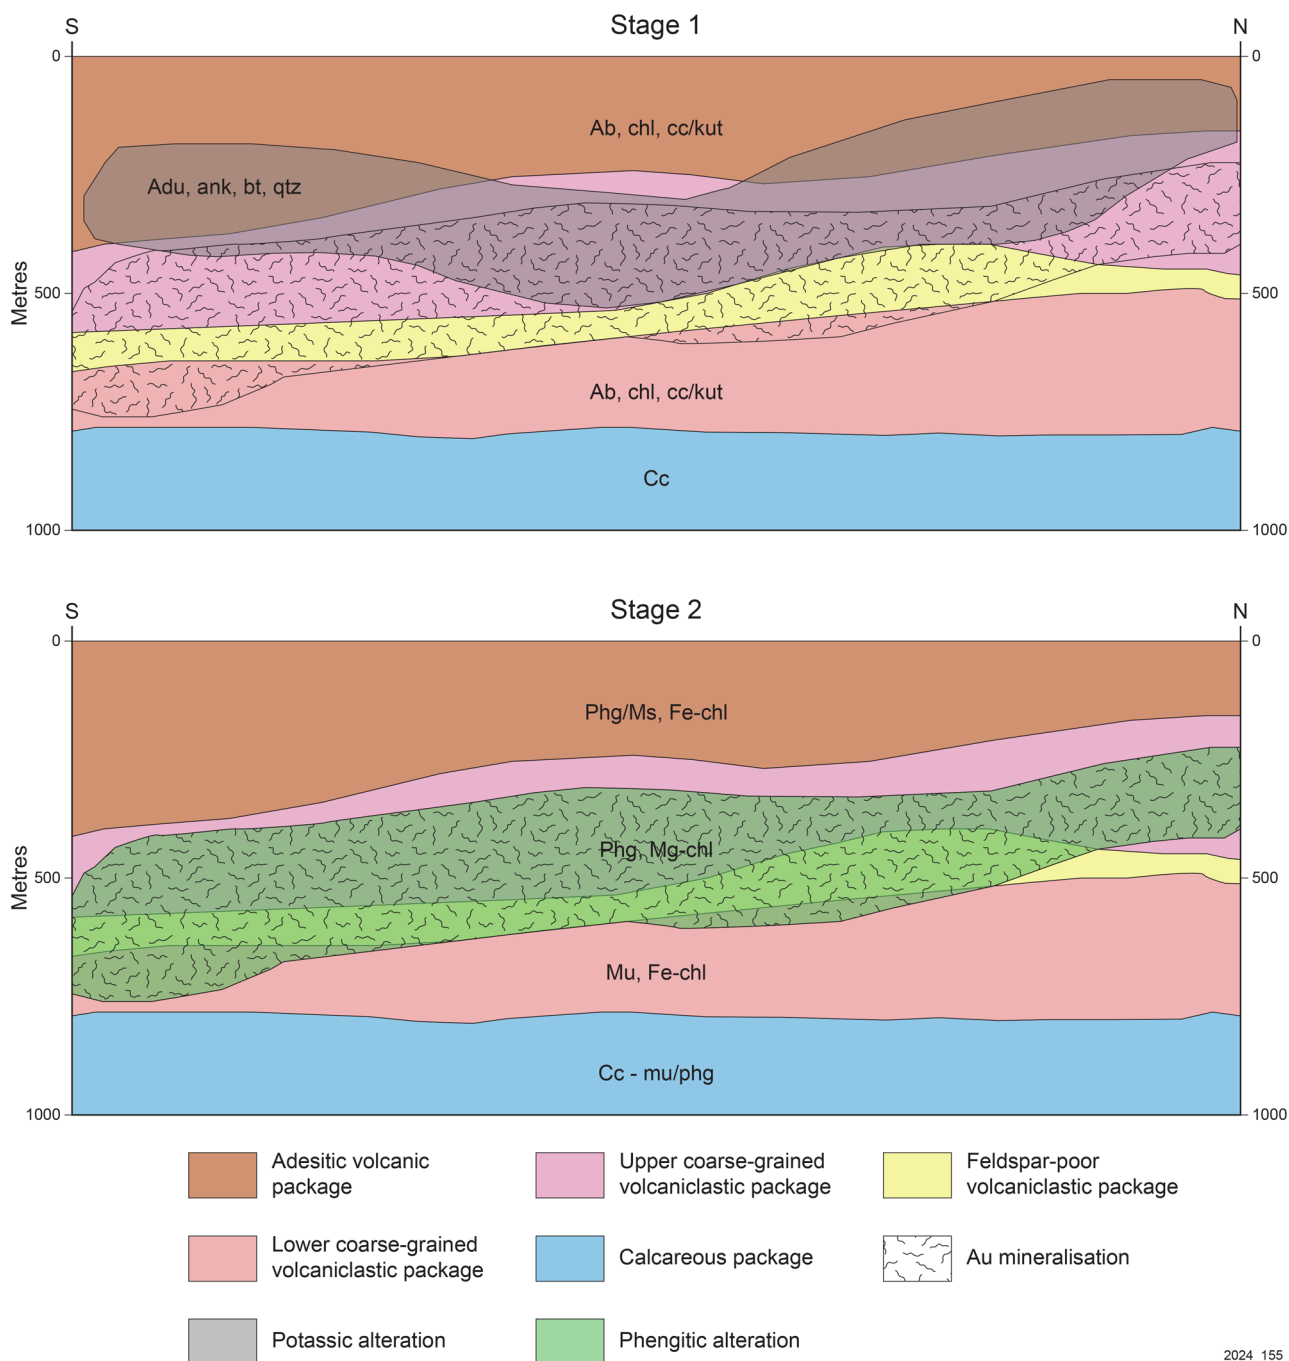 Stage 1
S
N
0
0
Ab, chl, cc/kut
Adu, ank, bt, qtz
Metres
500
500
Ab, chl, cc/kut
Cc
1000
1000
Stage 2
S
N
0
0
Phg/Ms, Fe-chl
Phg, Mg-chl
Metres
500
500
Mu, Fe-chl
Cc - mu/phg
1000
1000
Adesitic volcanic
package
Upper coarse-grained
volcaniclastic package
Feldspar-poor
volcaniclastic package
Lower coarse-grained
volcaniclastic package
Calcareous package
Au mineralisation
Potassic alteration
Phengitic alteration
2024_155